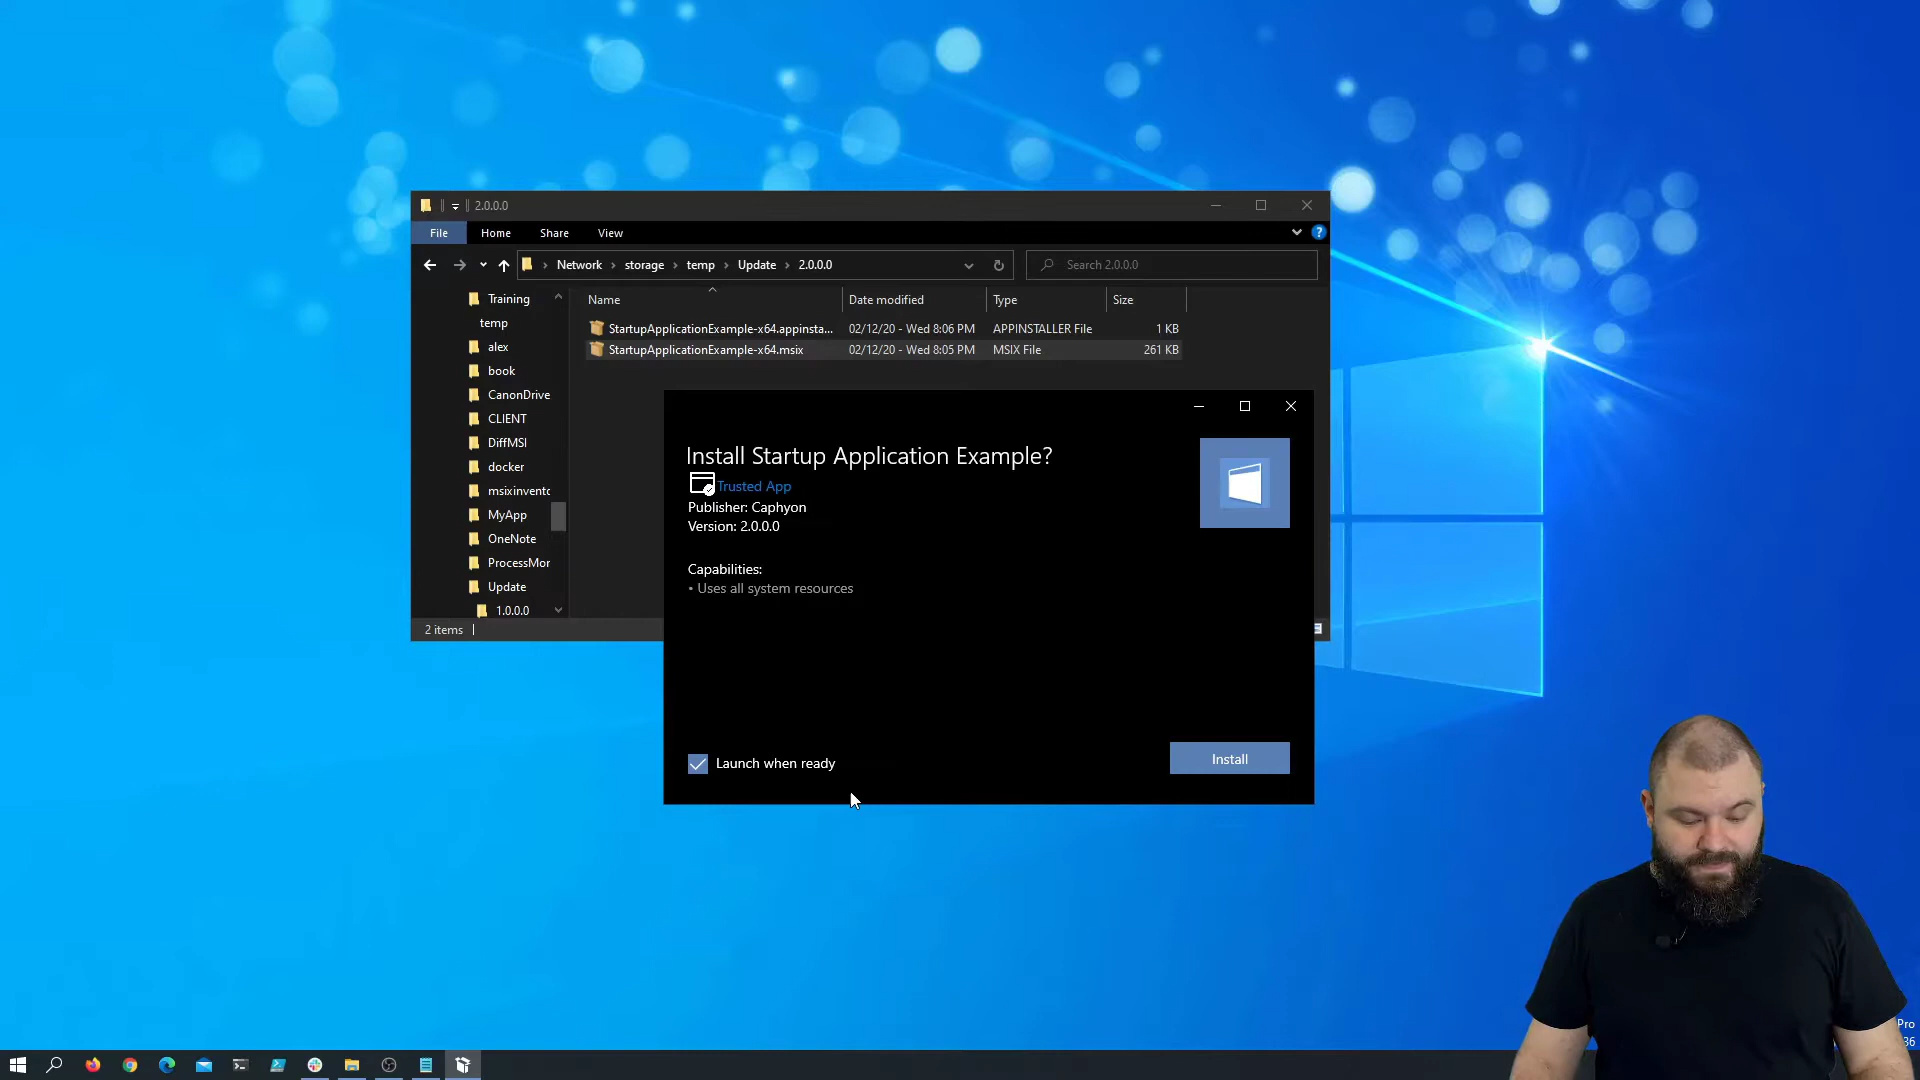 2.0.0.0
File Home Share View
Network › storage › temp › Update › 2.0.0.0
Search 2.0.0.0
Name Date modified Type Size
StartupApplicationExample-x64.appinsta... 02/12/20 - Wed 8:06 PM APPINSTALLER File 1 KB
StartupApplicationExample-x64.msix 02/12/20 - Wed 8:05 PM MSIX File 261 KB
Training
temp
alex
book
CanonDrive
CLIENT
DiffMSI
docker
msixinvento
MyApp
OneNote
ProcessMor
Update
1.0.0.0
2 items
Install Startup Application Example?
Trusted App
Publisher: Caphyon
Version: 2.0.0.0
Capabilities:
• Uses all system resources
Launch when ready
Install
Pro
36